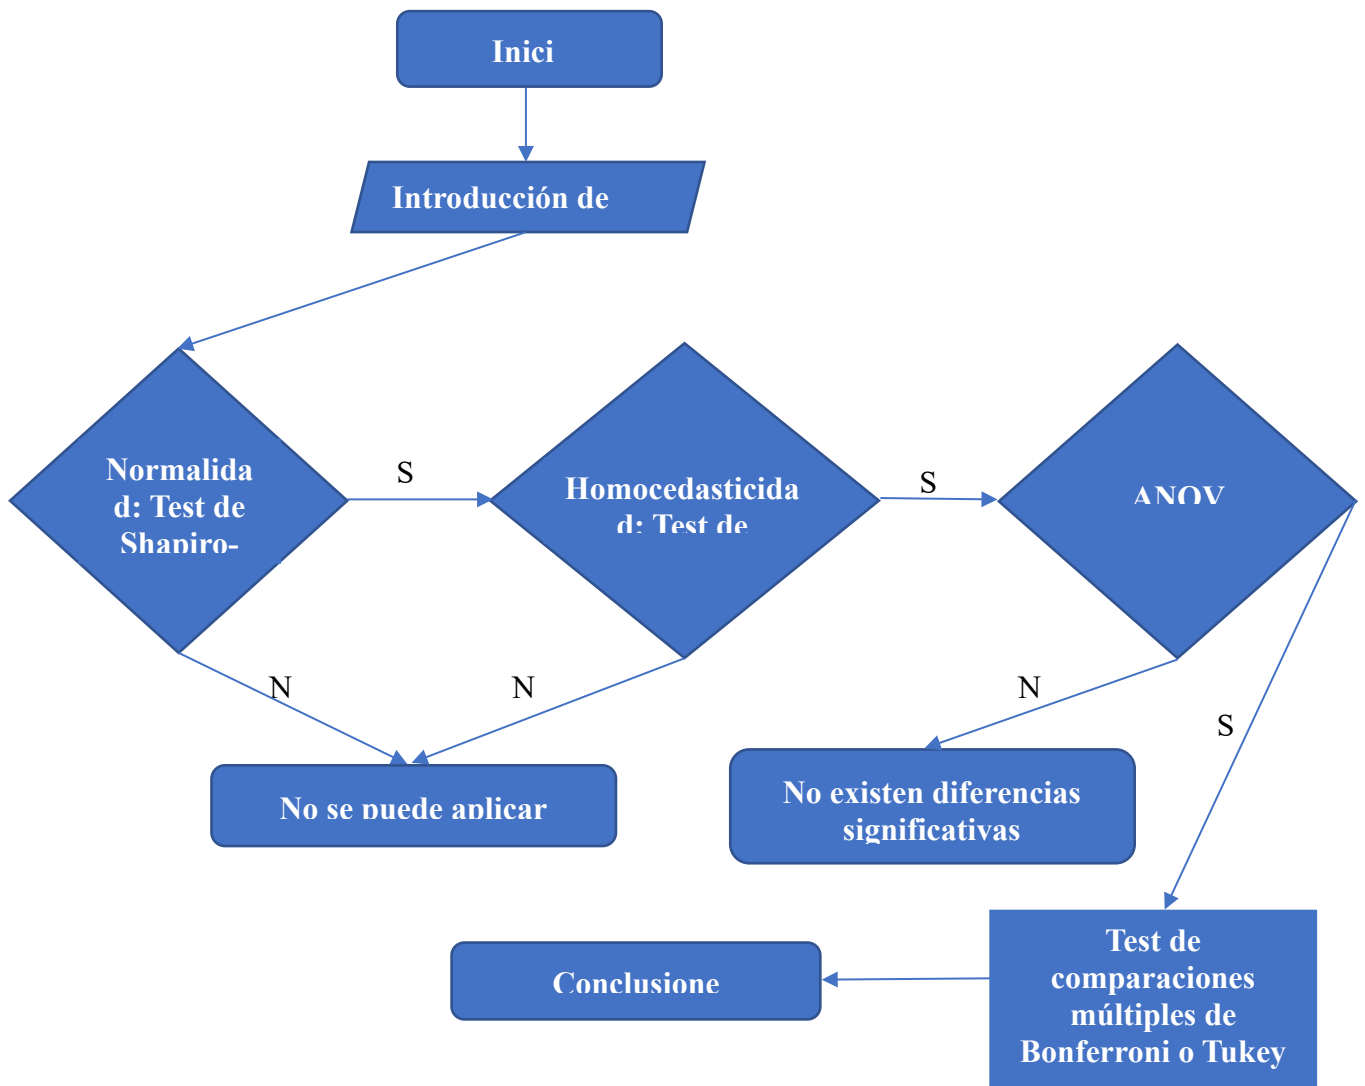 Inici
Introducción de
Normalida
d: Test de
Shapiro-
S
Homocedasticida
d: Test de
S
ANOV
N
N
N
S
No se puede aplicar
No existen diferencias
significativas
Test de
comparaciones
múltiples de
Bonferroni o Tukey
Conclusione